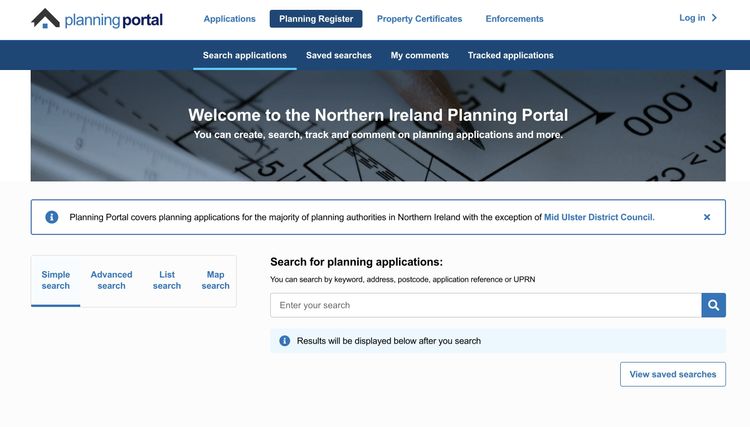 planningportal
Applications
Planning Register
Property Certificates
Enforcements
Log in
Search applications
Saved searches
My comments
Tracked applications
Welcome to the Northern Ireland Planning Portal
You can create, search, track and comment on planning applications and more.
000.1
Planning Portal covers planning applications for the majority of planning authorities in Northern Ireland with the exception of Mid Ulster District Council.
Simple
search
Advanced
search
List
search
Map
search
Search for planning applications:
You can search by keyword, address, postcode, application reference or UPRN
Enter your search
Results will be displayed below after you search
View saved searches